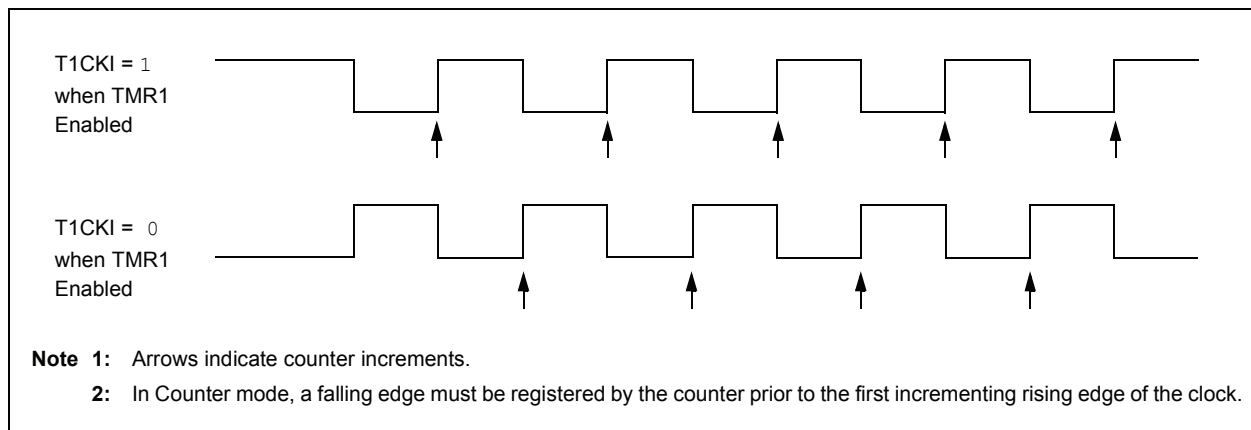 T1CKI = 1
when TMR1
Enabled
T1CKI = 0
when TMR1
Enabled
Note 1: Arrows indicate counter increments.
2: In Counter mode, a falling edge must be registered by the counter prior to the first incrementing rising edge of the clock.